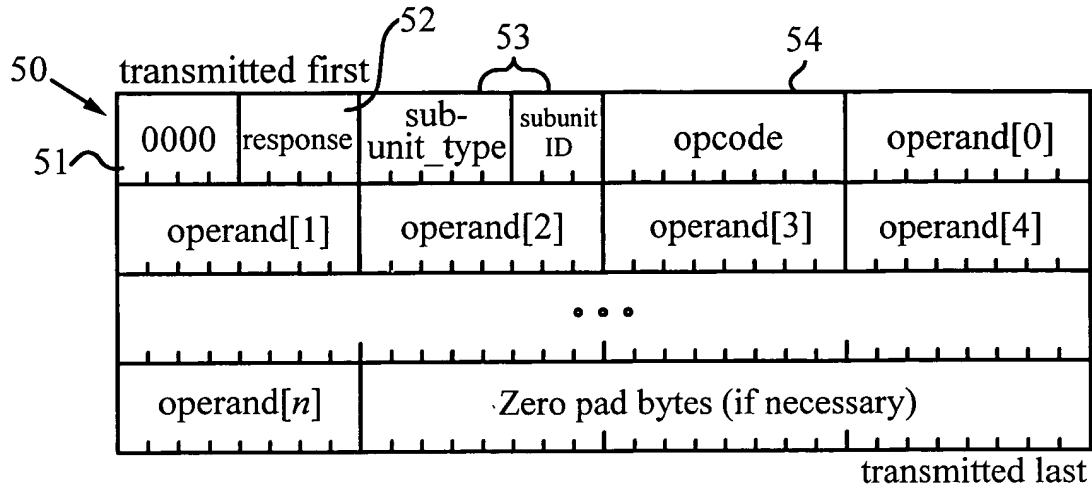 52
53
54
50
transmitted first
51
0000
response
sub-
unit_type
subunit
ID
opcode
operand[0]
operand[1]
operand[2]
operand[3]
operand[4]
operand[n]
Zero pad bytes (if necessary)
transmitted last